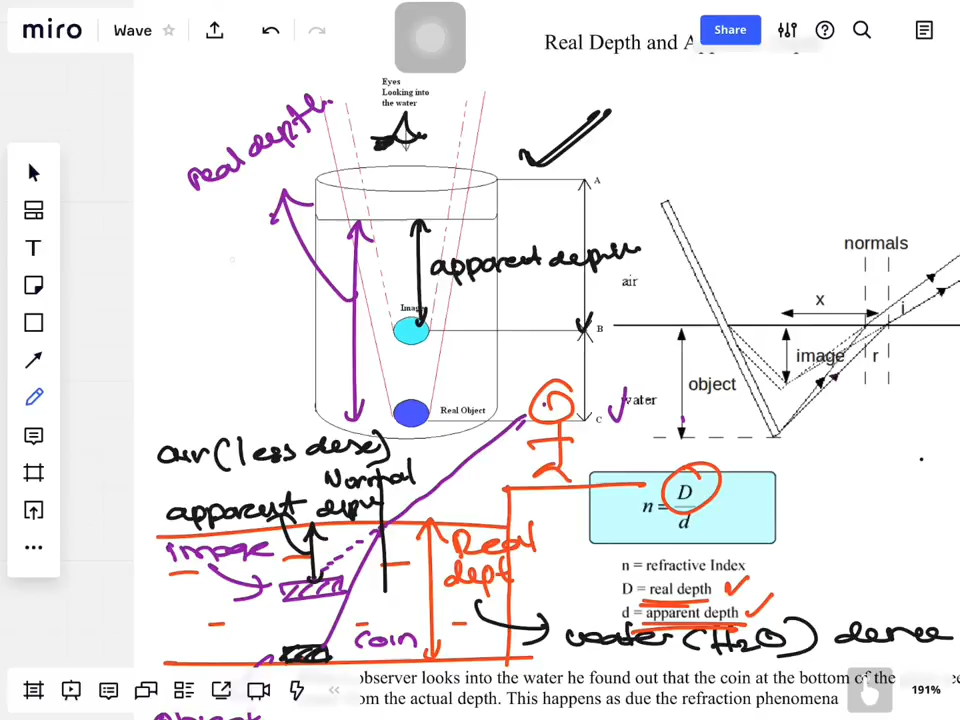 miro
Wave
Share
Real Depth and A
Eyes
Looking into
the water
real depth
A
normals
apparent depth
air
x
i
Image
B
image
r
object
Real Object
C
water
air (less dese)
Normal
apparent depth
n = D/d
image
Real
dept
n = refractive Index
D = real depth
d = apparent depth
coin
water (H2O) dense
observer looks into the water he found out that the coin at the bottom of the
om the actual depth. This happens as due the refraction phenomena
191%